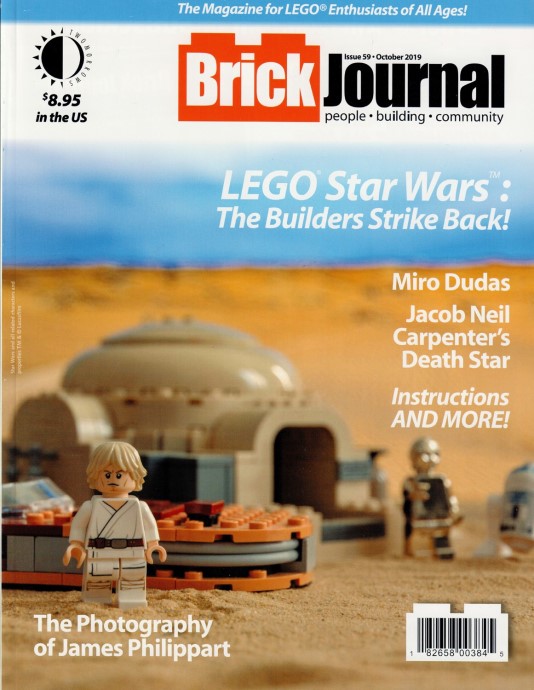 The Magazine for LEGO® Enthusiasts of All Ages!
TWOMORROWS
$8.95
in the US
Issue 59 • October 2019
BrickJournal
people • building • community
LEGO® Star Wars™:
The Builders Strike Back!
Miro Dudas
Jacob Neil
Carpenter's
Death Star
Instructions
AND MORE!
The Photography
of James Philippart
1 82658 00384 5